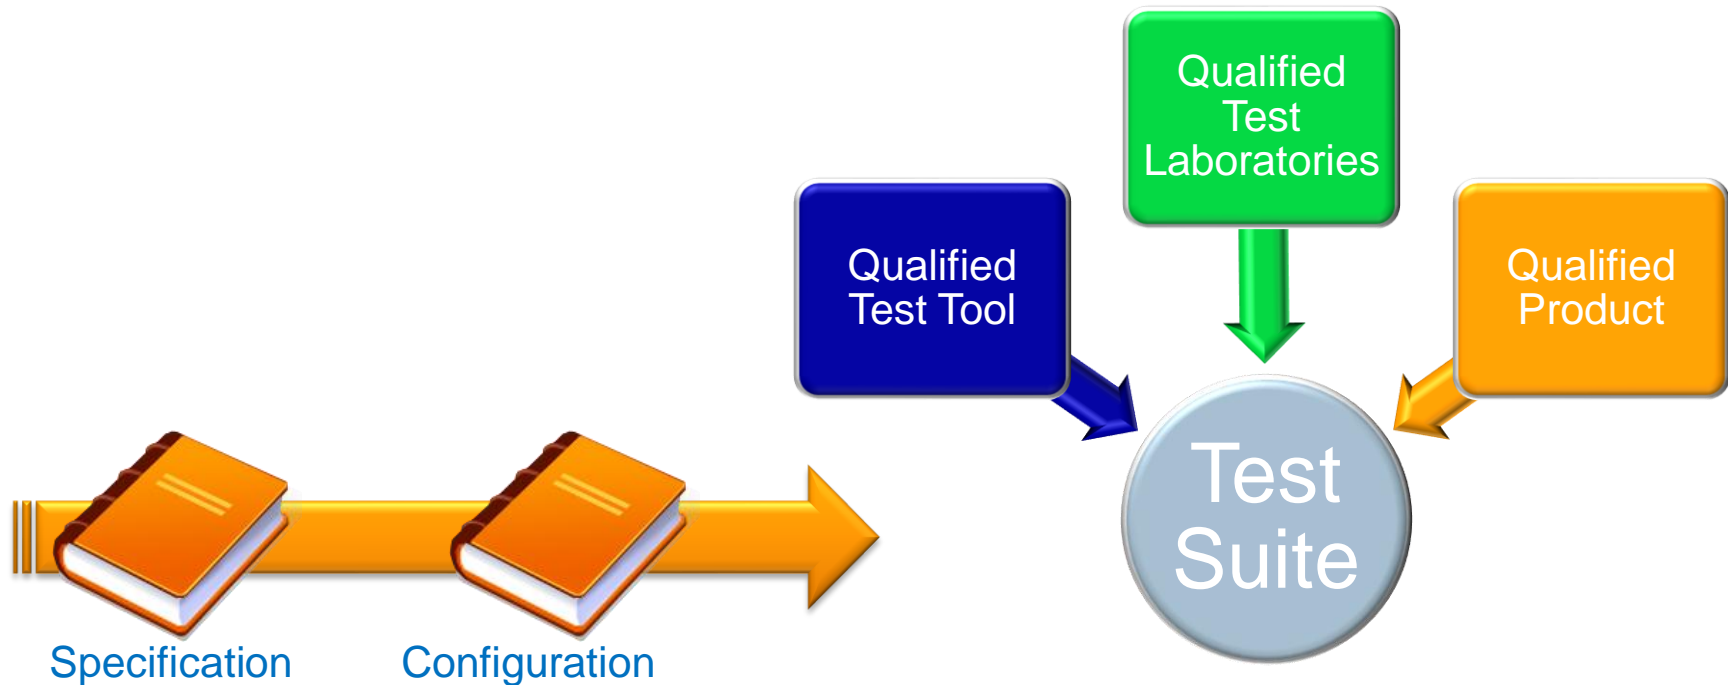 Qualified
Test
Laboratories
Qualified
Test Tool
Qualified
Product
Test
Suite
Specification
Configuration